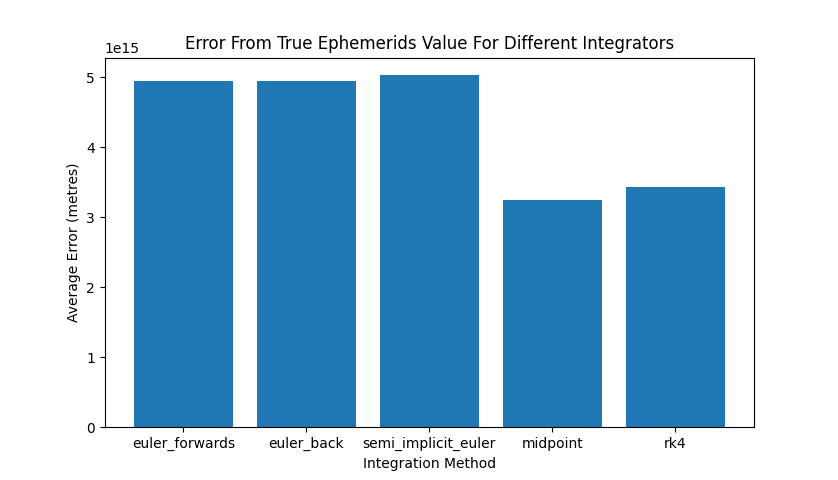 Error From True Ephemerids Value For Different Integrators
1e15
5
4
3
2
1
0
Average Error (metres)
euler_forwards euler_back semi_implicit_euler midpoint rk4
Integration Method